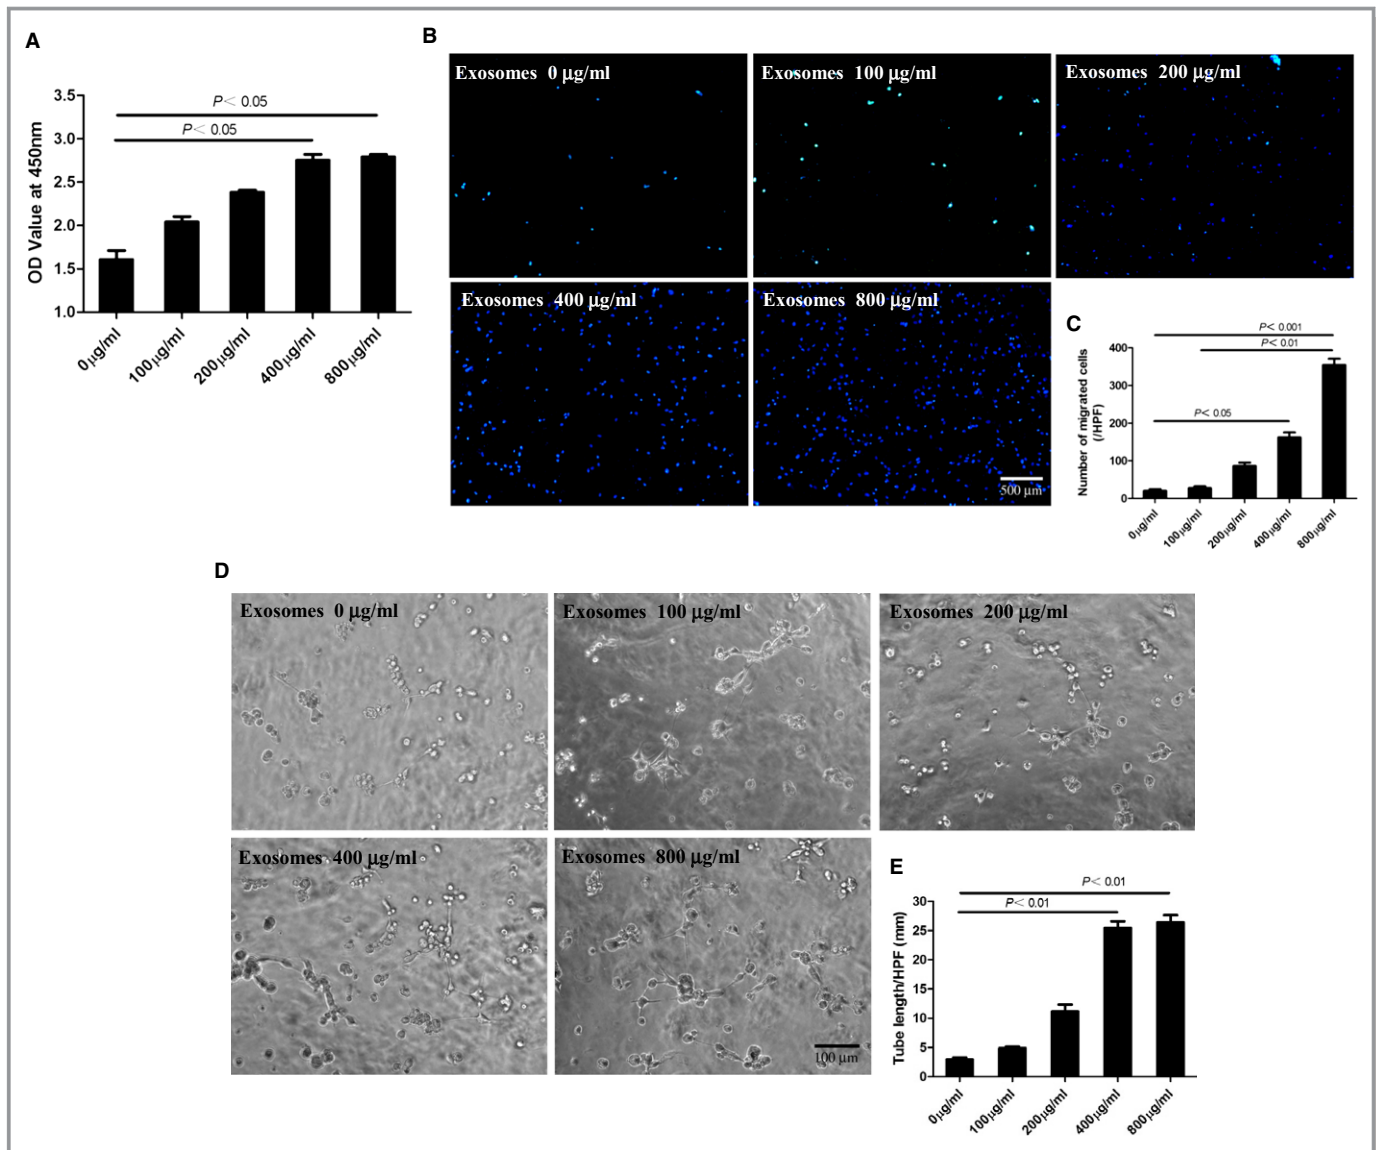 A
3.5
3.0
2.5
2.0
1.5
1.0
OD Value at 450nm
P< 0.05
P< 0.05
0μg/ml
100μg/ml
200μg/ml
400μg/ml
800μg/ml
B
Exosomes 0 μg/ml
Exosomes 100 μg/ml
Exosomes 200 μg/ml
Exosomes 400 μg/ml
Exosomes 800 μg/ml
500 μm
C
Number of migrated cells
(/HPF)
400
300
200
100
0
P< 0.001
P< 0.01
P< 0.05
0μg/ml
100μg/ml
200μg/ml
400μg/ml
800μg/ml
D
Exosomes 0 μg/ml
Exosomes 100 μg/ml
Exosomes 200 μg/ml
Exosomes 400 μg/ml
Exosomes 800 μg/ml
100 μm
E
Tube length/HPF (mm)
30
25
20
15
10
5
0
P< 0.01
P< 0.01
0μg/ml
100μg/ml
200μg/ml
400μg/ml
800μg/ml